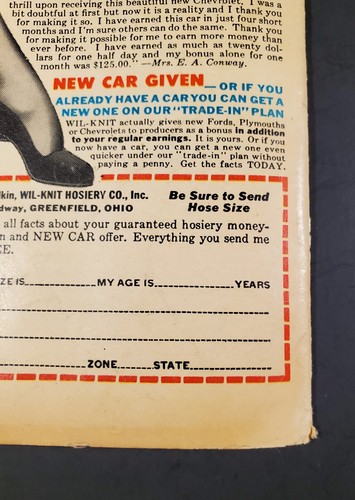 thrill upon receiving this beautiful new Chevrolet. I was a
bit doubtful at first but now it is a reality and I thank you
for making it so. I have earned this car in just four short
months and I'm sure others can do the same. Thank you
for making it possible for me to earn more money than
ever before. I have earned as much as twenty dol-
lars for one half day and my bonus alone for one
month was $125.00." —Mrs. E. A. Conway.
NEW CAR GIVEN—OR IF YOU
ALREADY HAVE A CAR YOU CAN GET A
NEW ONE ON OUR "TRADE-IN" PLAN
WIL-KNIT actually gives new Fords, Plymouths
or Chevrolets to producers as a bonus in addition
to your regular earnings. It is yours. Or if you
now have a car, you can get a new one even
quicker under our "trade-in" plan without
paying a penny. Get the facts TODAY.
lkin, WIL-KNIT HOSIERY CO., Inc.
dway, GREENFIELD, OHIO
Be Sure to Send
Hose Size
all facts about your guaranteed hosiery money-
n and NEW CAR offer. Everything you send me
EE.
ZE IS MY AGE IS YEARS
ZONE STATE